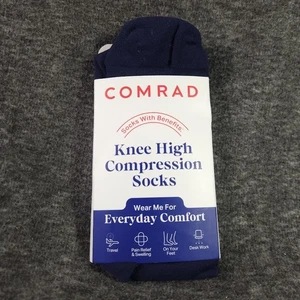 COMRAD
Socks With Benefits.
Knee High
Compression
Socks
Wear Me For
Everyday Comfort
Travel
Pain Relief
& Swelling
On Your
Feet
Desk Work